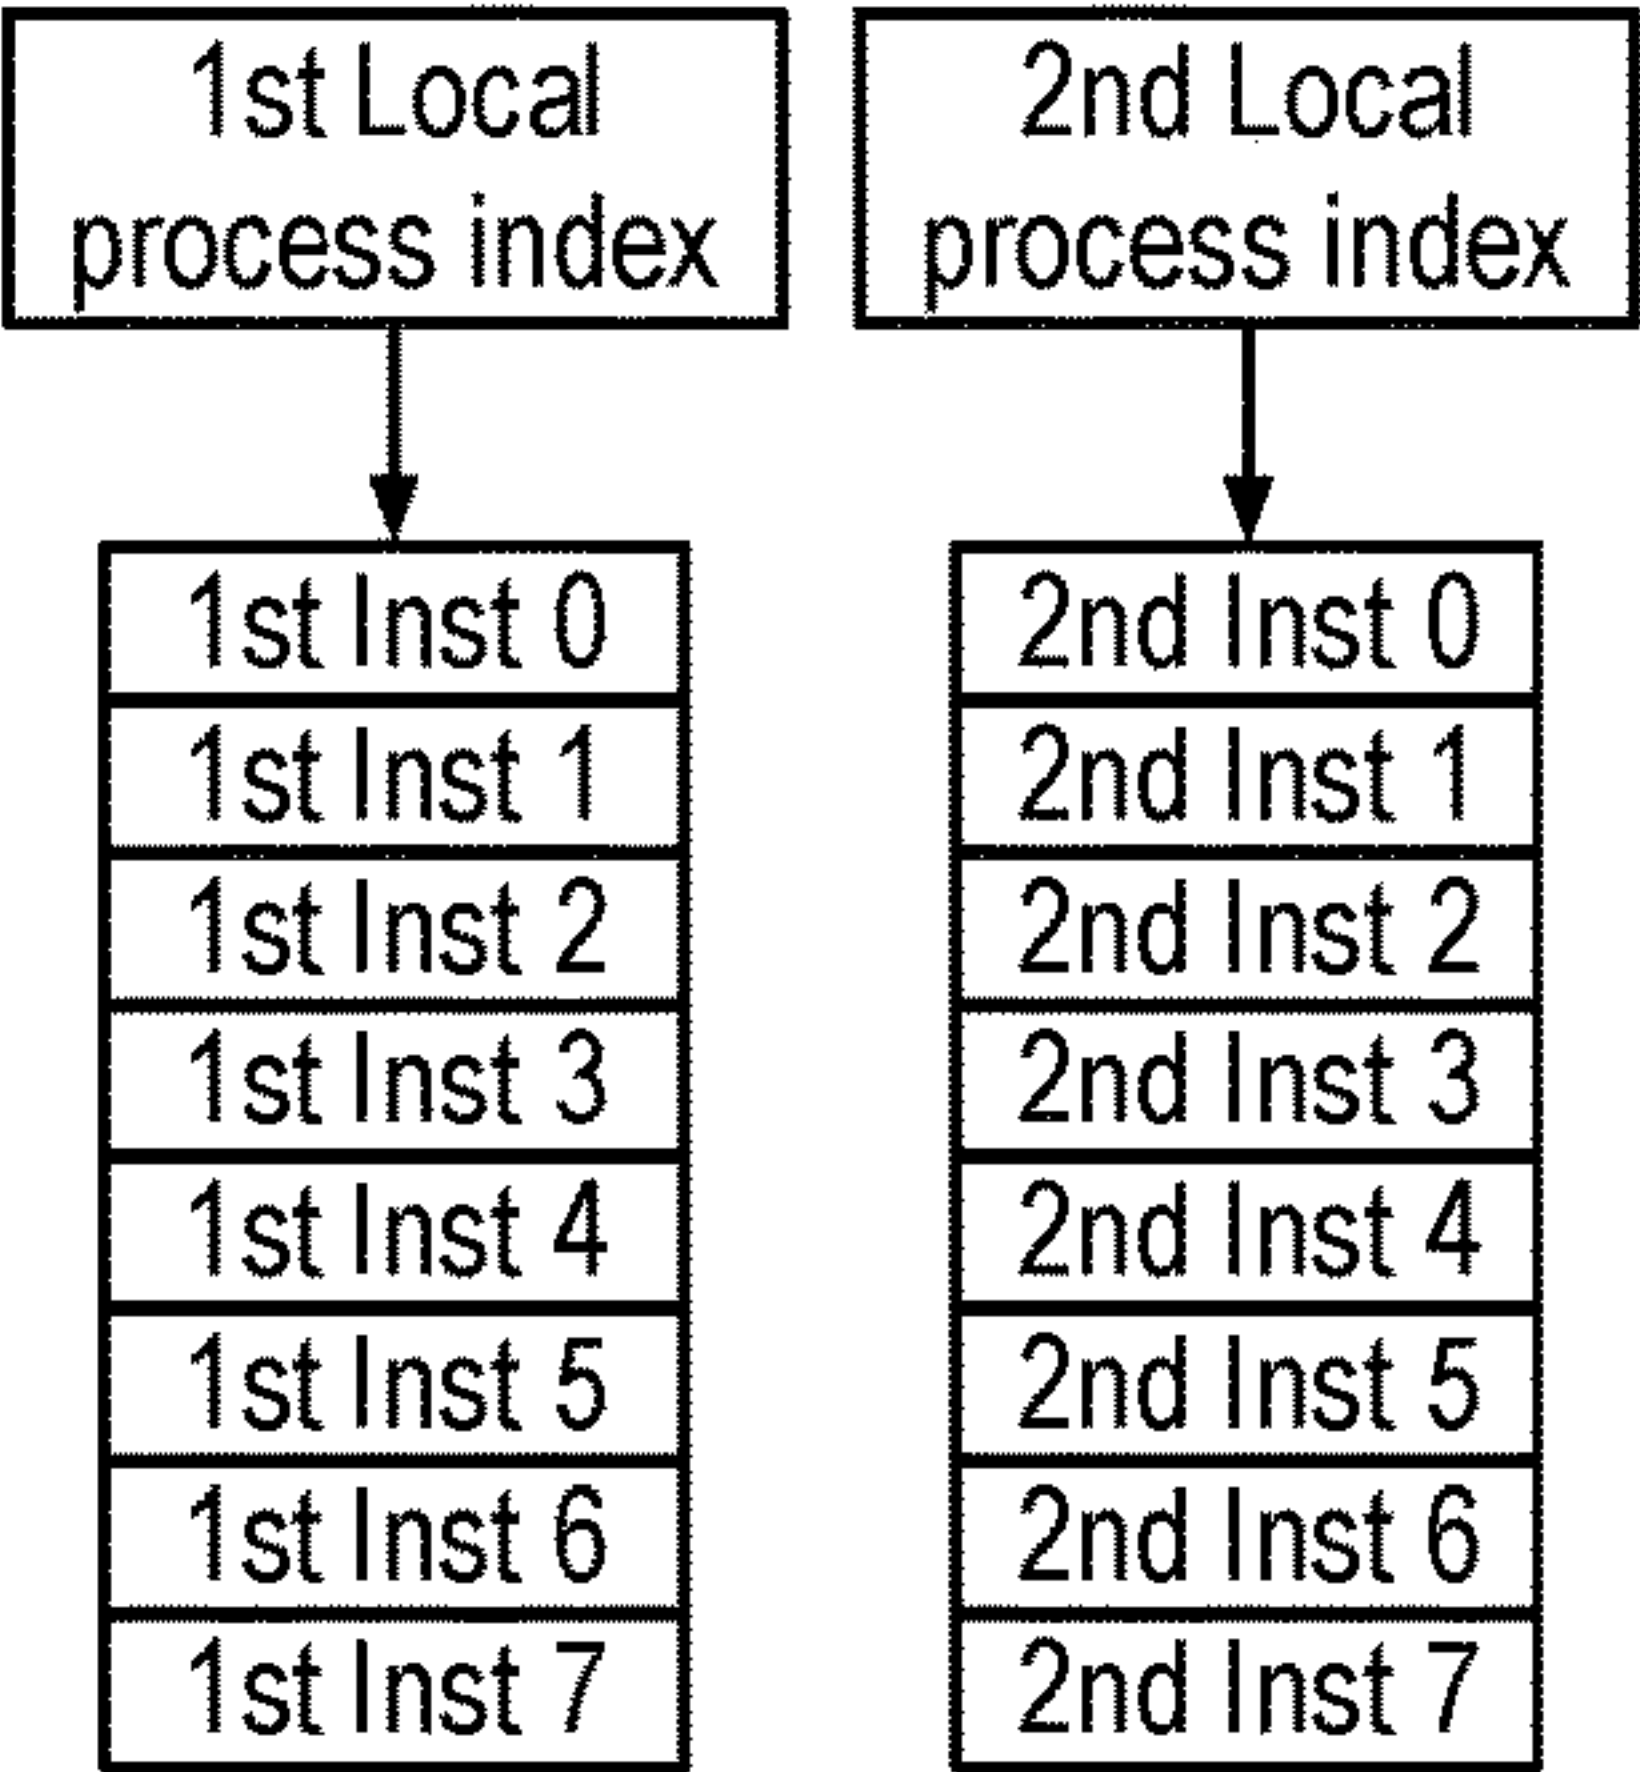 1st Local
process index
2nd Local
process index
1st Inst 0
1st Inst 1
1st Inst 2
1st Inst 3
1st Inst 4
1st Inst 5
1st Inst 6
1st Inst 7
2nd Inst 0
2nd Inst 1
2nd Inst 2
2nd Inst 3
2nd Inst 4
2nd Inst 5
2nd Inst 6
2nd Inst 7